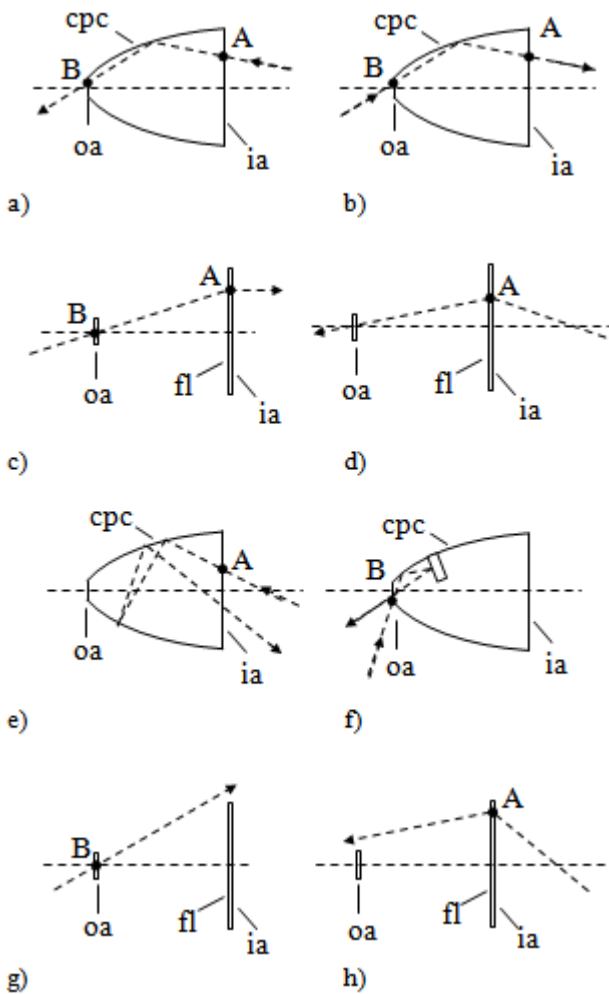 cpc A
B
oa ia
a)
cpc A
B
oa ia
b)
A
B
oa fl ia
c)
A
oa fl ia
d)
cpc
A
oa ia
e)
cpc
B
oa ia
f)
B
oa fl ia
g)
A
oa fl ia
h)